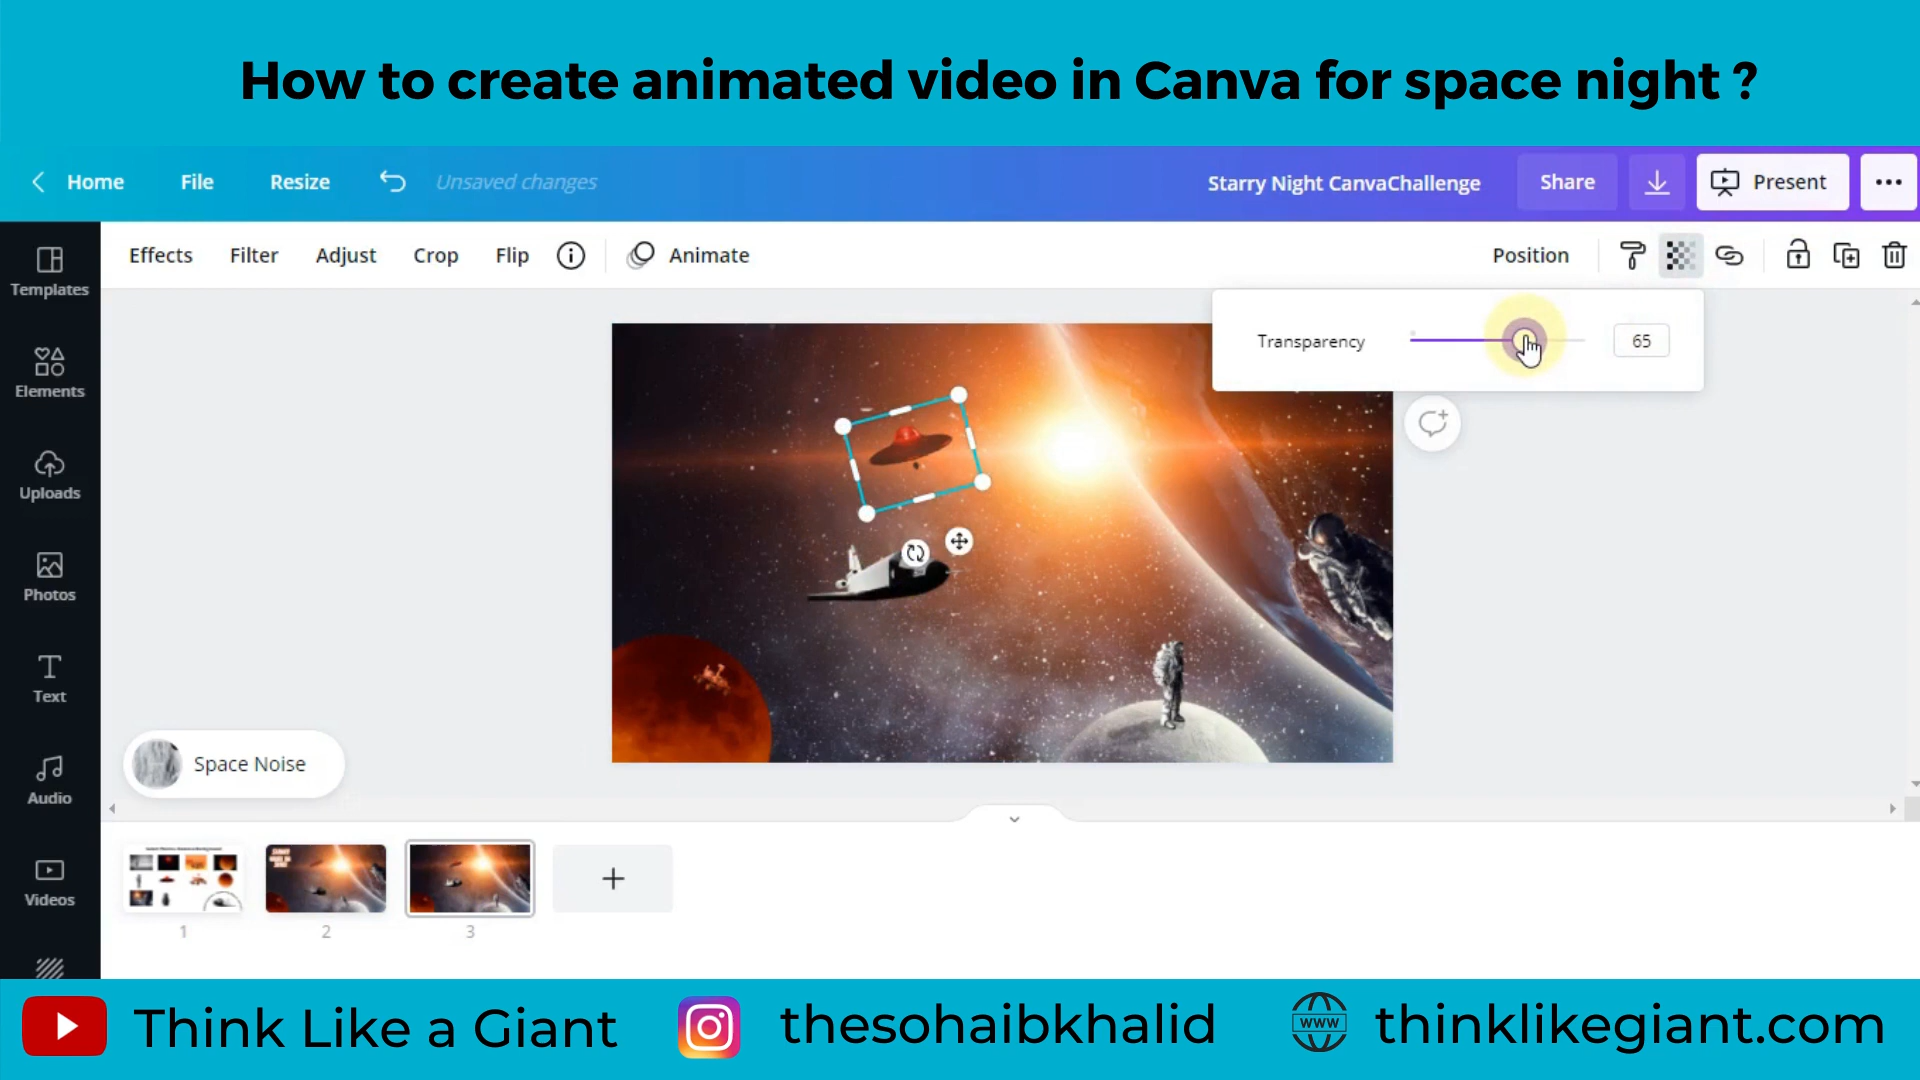 How to create animated video in Canva for space night ?
Home File Resize Unsaved changes Starry Night CanvaChallenge Share Present
Effects Filter Adjust Crop Flip Animate Position
Templates
Transparency 65
Elements
Uploads
Photos
Text
Space Noise
Audio
Videos
1 2 3
Think Like a Giant thesohaibkhalid WWW thinklikegiant.com